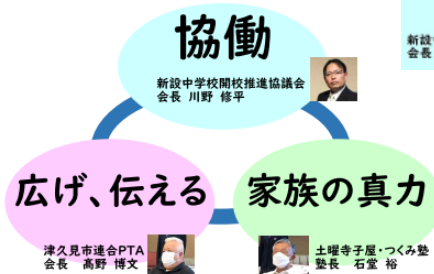 協働
新設中学校開校推進協議会
会長 川野 修平
新設
会長
広げ、伝える
家族の真力
津久見市連合PTA
会長 髙野 博文
土曜寺子屋・つくみ塾
塾長 石堂 裕